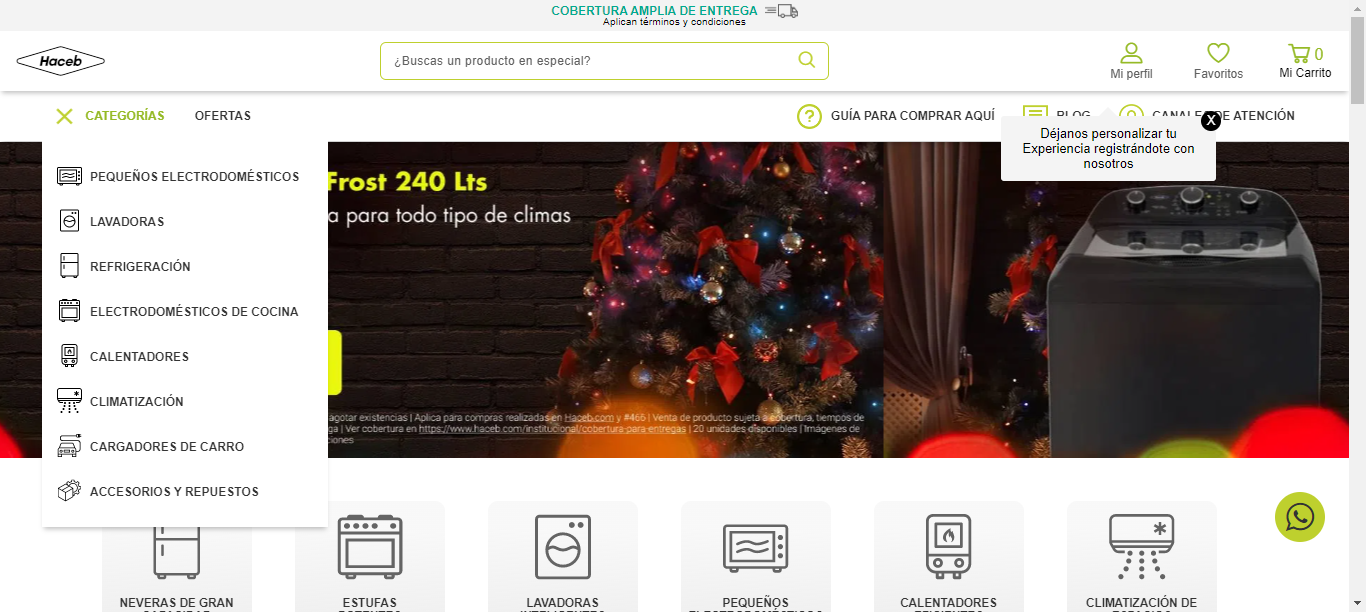 COBERTURA AMPLIA DE ENTREGA
Aplican términos y condiciones
Haceb
¿Buscas un producto en especial?
Mi perfil
Favoritos
0
Mi Carrito
CATEGORÍAS
OFERTAS
GUÍA PARA COMPRAR AQUÍ
BLOG
CANALES DE ATENCIÓN
X
Déjanos personalizar tu
Experiencia registrándote con
nosotros
PEQUEÑOS ELECTRODOMÉSTICOS
LAVADORAS
REFRIGERACIÓN
ELECTRODOMÉSTICOS DE COCINA
CALENTADORES
CLIMATIZACIÓN
CARGADORES DE CARRO
ACCESORIOS Y REPUESTOS
Frost 240 Lts
a para todo tipo de climas
agotar existencias | Aplica para compras realizadas en Haceb.com y #466 | Venta de producto sujeta a cobertura, tiempos de
ga | Ver cobertura en https://www.haceb.com/institucional/cobertura-para-entregas | 20 unidades disponibles | Imágenes de
ciones
NEVERAS DE GRAN
ESTUFAS
LAVADORAS
PEQUEÑOS
ELECTRODOMÉSTICOS
CALENTADORES
CLIMATIZACIÓN DE